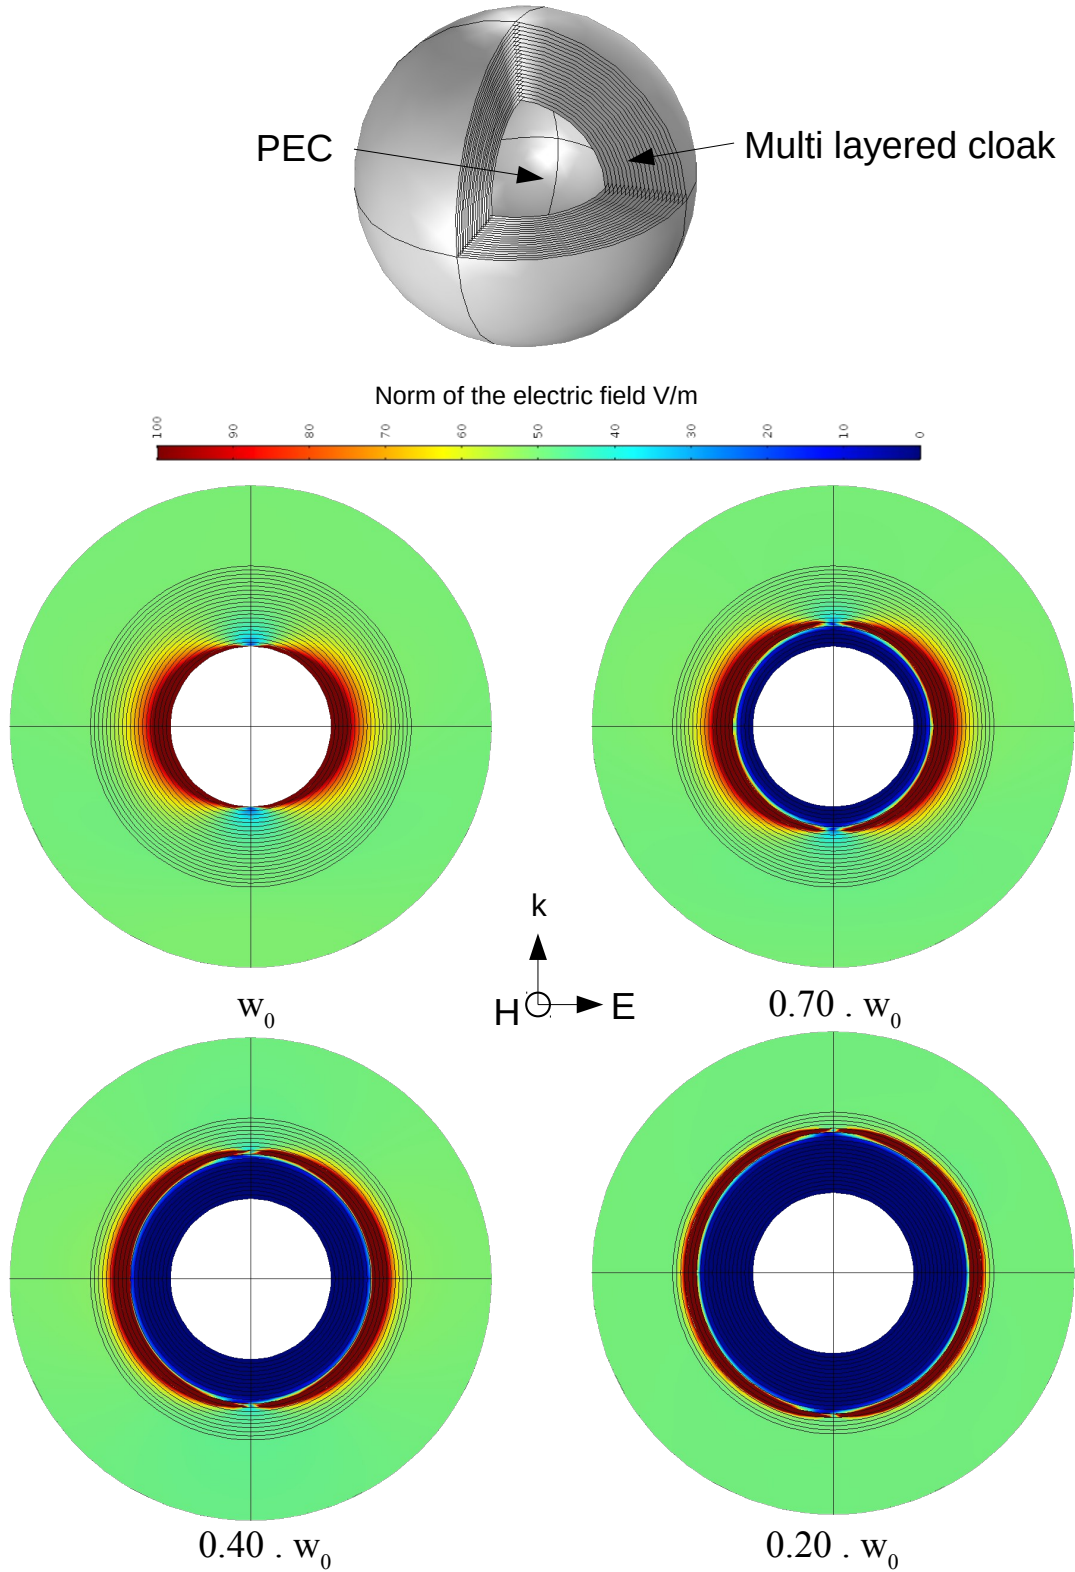 PEC
Multi layered cloak
Norm of the electric field V/m
100 90 80 70 60 50 40 30 20 10 0
k
H E
w0
0.70 . w0
0.40 . w0
0.20 . w0